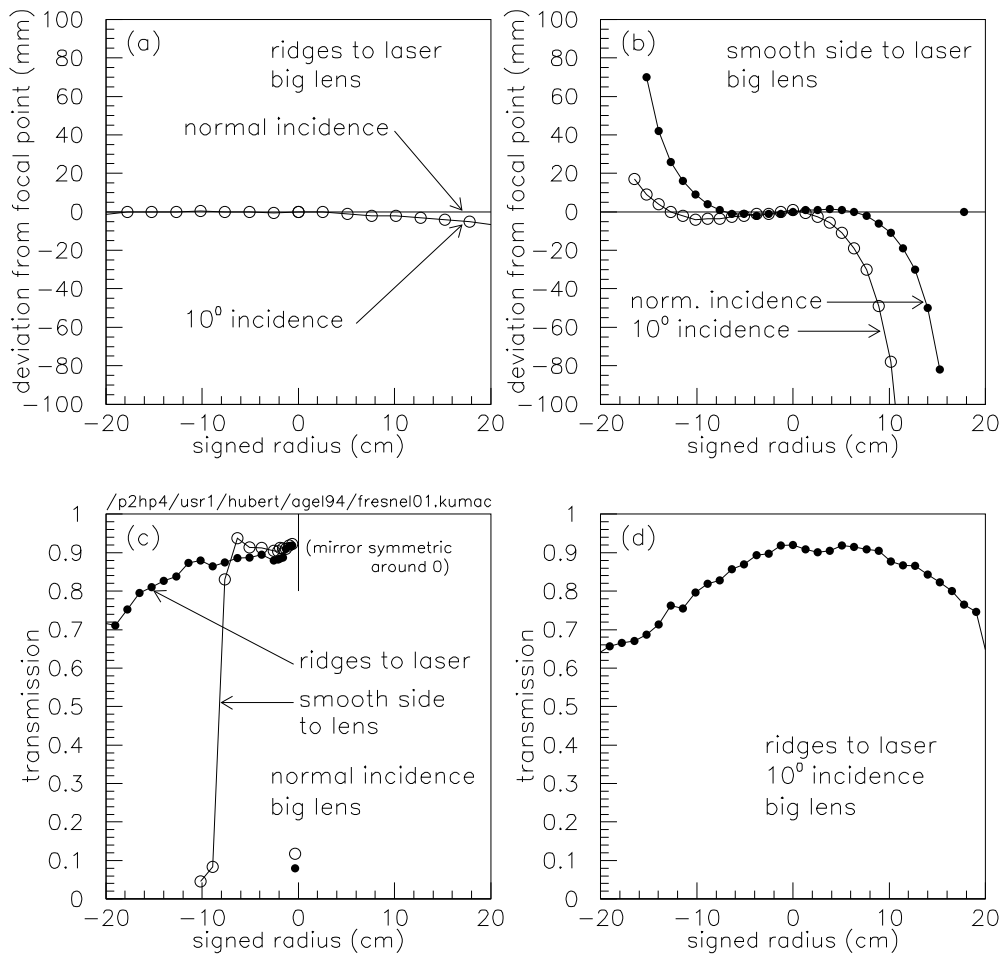 (a)
ridges to laser
big lens
normal incidence
10⁰ incidence
deviation from focal point (mm)
100
80
60
40
20
0
−20
−40
−60
−80
−100
−20
−10
0
10
20
signed radius (cm)
(b)
smooth side to laser
big lens
norm. incidence
10⁰ incidence
deviation from focal point (mm)
100
80
60
40
20
0
−20
−40
−60
−80
−100
−20
−10
0
10
20
signed radius (cm)
/p2hp4/usr1/hubert/agel94/fresnel01.kumac
(c)
(mirror symmetric
around 0)
ridges to laser
smooth side
to lens
normal incidence
big lens
transmission
1
0.9
0.8
0.7
0.6
0.5
0.4
0.3
0.2
0.1
0
−20
−10
0
10
20
signed radius (cm)
(d)
ridges to laser
10⁰ incidence
big lens
transmission
1
0.9
0.8
0.7
0.6
0.5
0.4
0.3
0.2
0.1
0
−20
−10
0
10
20
signed radius (cm)